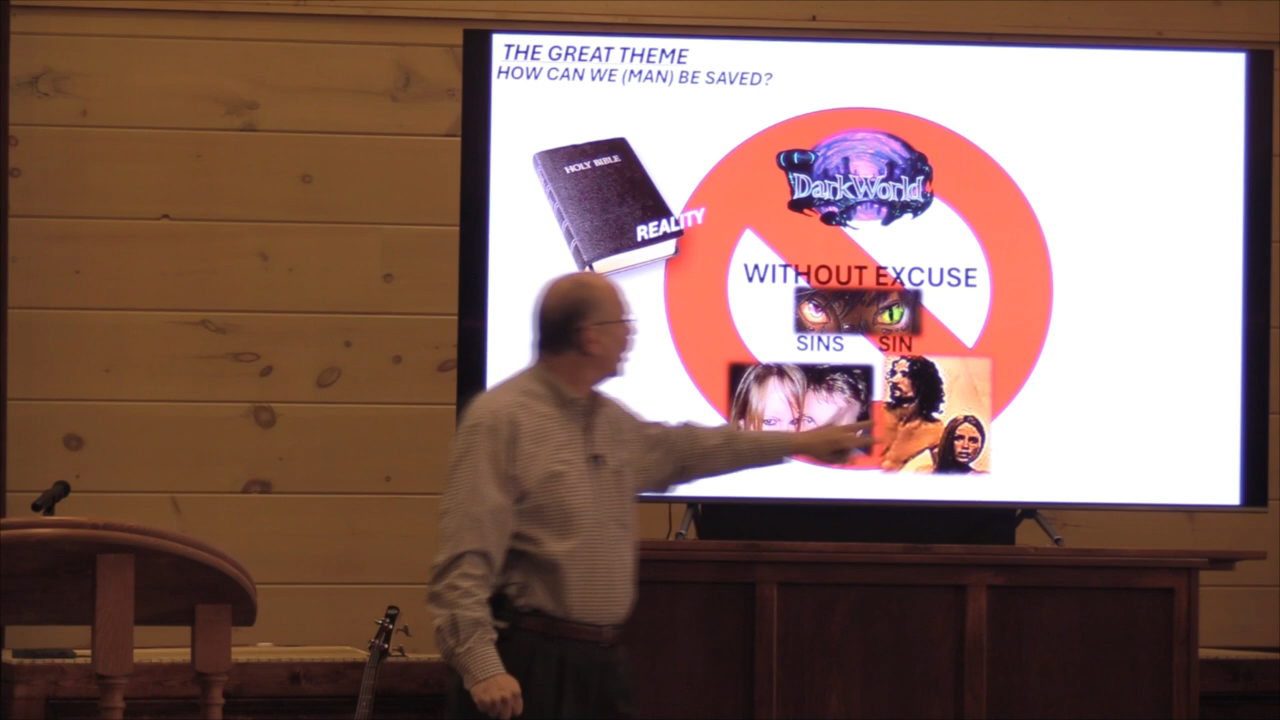 THE GREAT THEME
HOW CAN WE (MAN) BE SAVED?
HOLY BIBLE
REALITY
DarkWorld
WITHOUT EXCUSE
SINS SIN